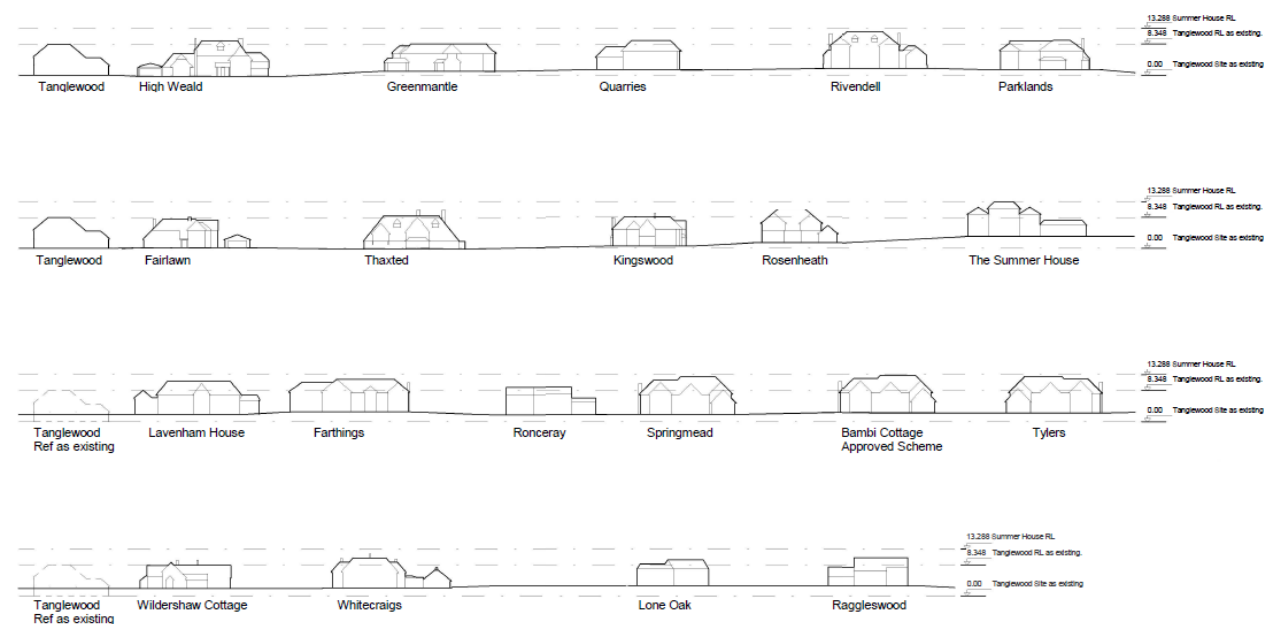 13.288 Summer House RL
8.348 Tanglewood RL as existing.
0.00 Tanglewood Site as existing
Tanglewood High Weald Greenmantle Quarries Rivendell Parklands
13.288 Summer House RL
8.348 Tanglewood RL as existing.
0.00 Tanglewood Site as existing
Tanglewood Fairlawn Thaxted Kingswood Rosenheath The Summer House
13.288 Summer House RL
8.348 Tanglewood RL as existing.
0.00 Tanglewood Site as existing
Tanglewood Lavenham House Farthings Ronceray Springmead Bambi Cottage Tylers
Ref as existing Approved Scheme
13.288 Summer House RL
8.348 Tanglewood RL as existing.
0.00 Tanglewood Site as existing
Tanglewood Wildershaw Cottage Whitecraigs Lone Oak Raggleswood
Ref as existing